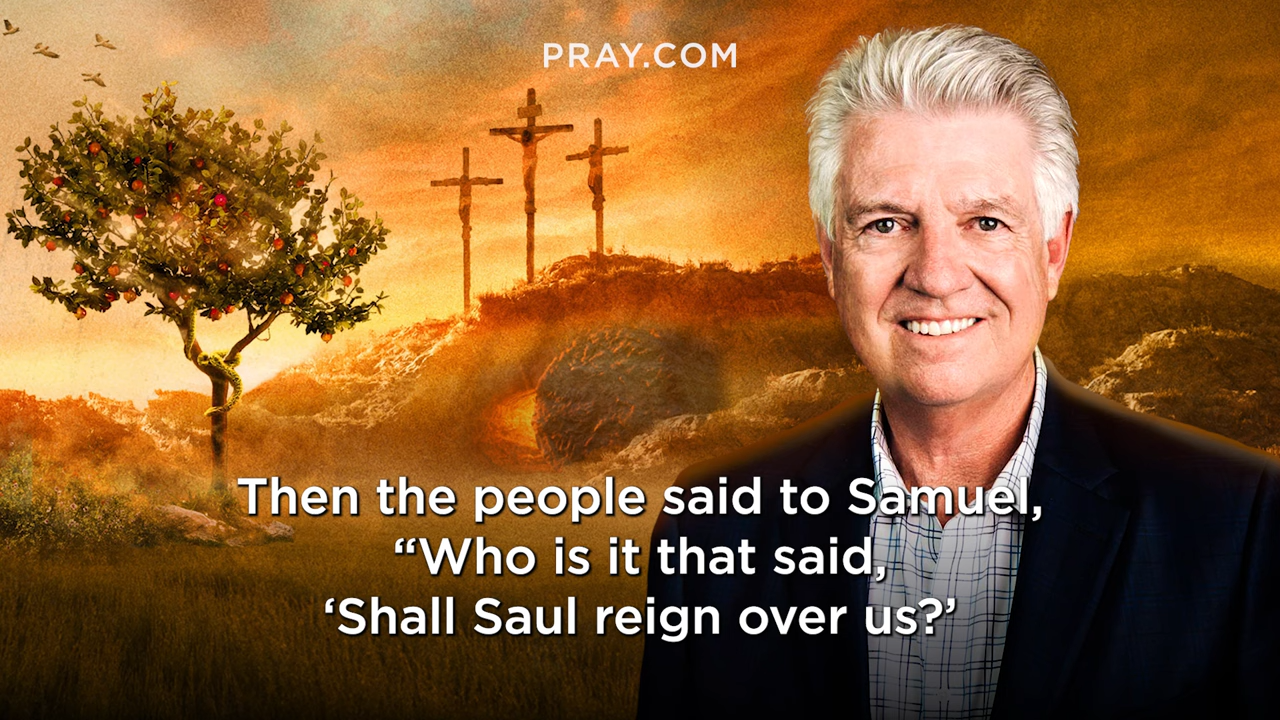 PRAY.COM
Then the people said to Samuel,
“Who is it that said,
‘Shall Saul reign over us?’